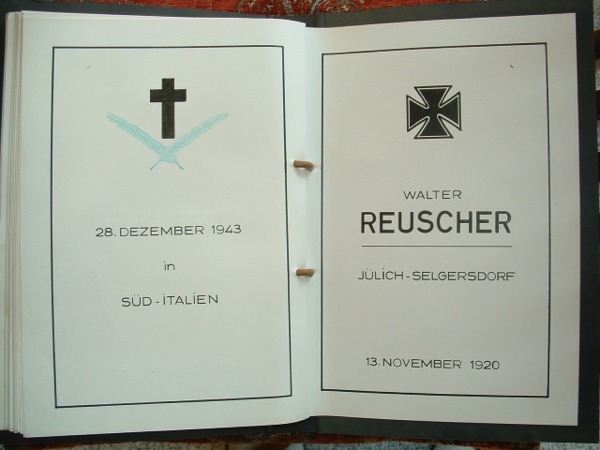 28. DEZEMBER 1943
in
SÜD - iTALiEN
WALTER
REUSCHER
JÜLICH - SELGERSDORF
13. NOVEMBER 1920